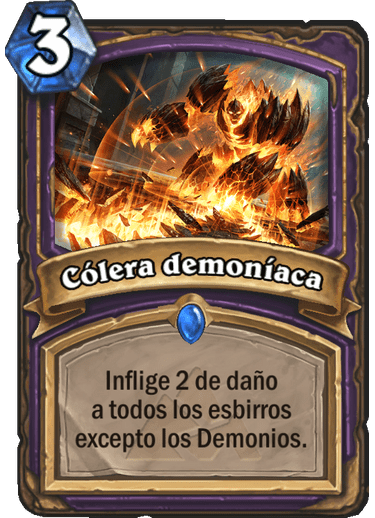 3
Cólera demoníaca
Inflige 2 de daño
a todos los esbirros
excepto los Demonios.